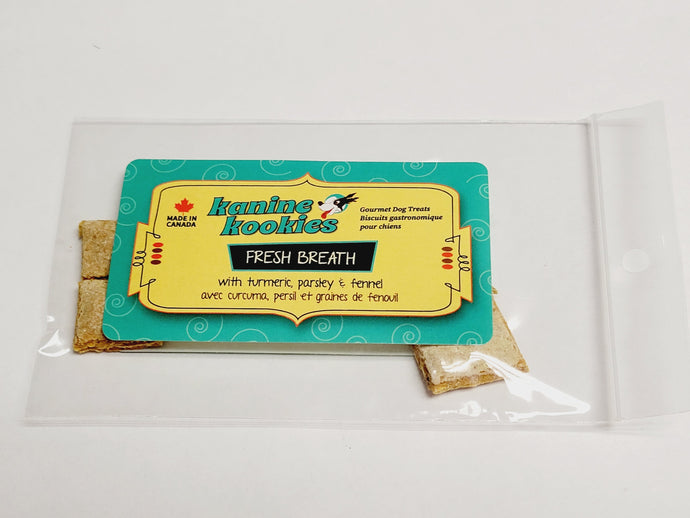 MADE IN
CANADA
kanine
kookies
Gourmet Dog Treats
Biscuits gastronomique
pour chiens
FRESH BREATH
with turmeric, parsley & fennel
avec curcuma, persil et graines de fenouil